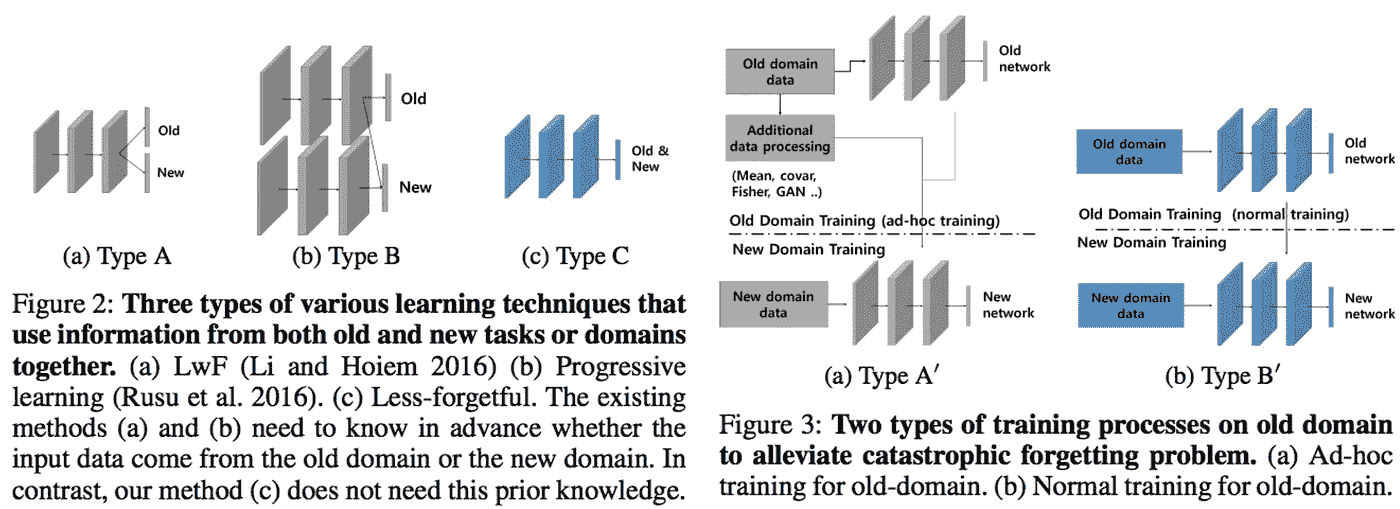 Old
New
(a) Type A
Old
New
(b) Type B
Old &
New
(c) Type C
Figure 2: Three types of various learning techniques that
use information from both old and new tasks or domains
together. (a) LwF (Li and Hoiem 2016) (b) Progressive
learning (Rusu et al. 2016). (c) Less-forgetful. The existing
methods (a) and (b) need to know in advance whether the
input data come from the old domain or the new domain. In
contrast, our method (c) does not need this prior knowledge.
Old domain
data
Old
network
Additional
data processing
(Mean, covar,
Fisher, GAN ..)
Old Domain Training (ad-hoc training)
New Domain Training
New domain
data
New
network
(a) Type A′
Old domain
data
Old
network
Old Domain Training (normal training)
New Domain Training
New domain
data
New
network
(b) Type B′
Figure 3: Two types of training processes on old domain
to alleviate catastrophic forgetting problem. (a) Ad-hoc
training for old-domain. (b) Normal training for old-domain.